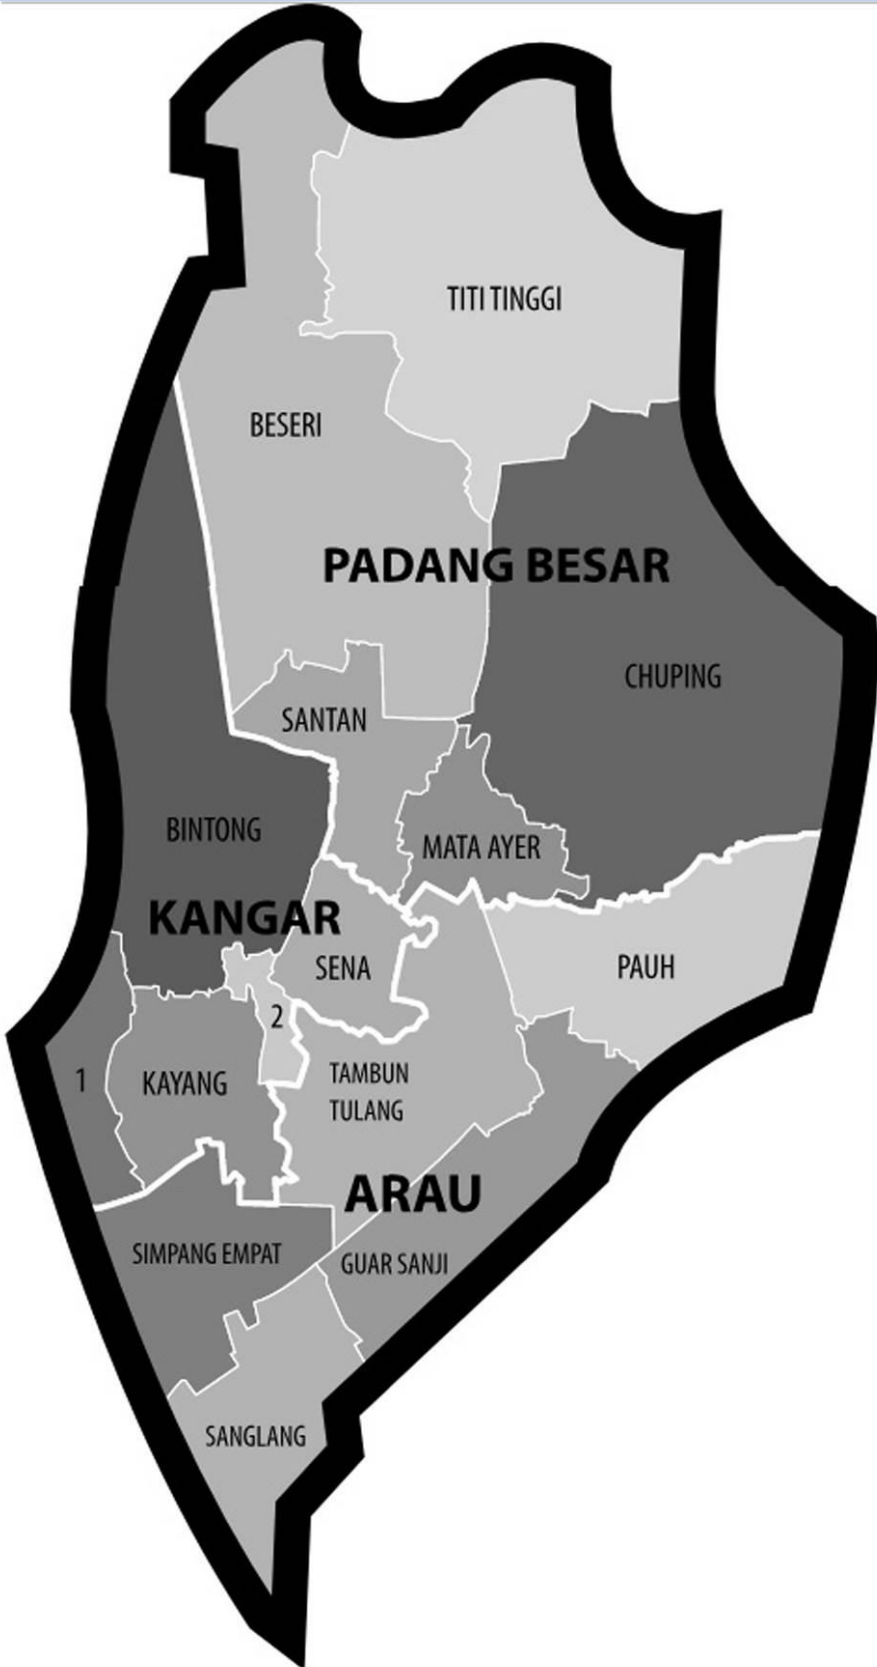 TITI TINGGI
BESERI
PADANG BESAR
CHUPING
SANTAN
BINTONG
MATA AYER
KANGAR
SENA
PAUH
2
1
KAYANG
TAMBUN
TULANG
ARAU
SIMPANG EMPAT
GUAR SANJI
SANGLANG